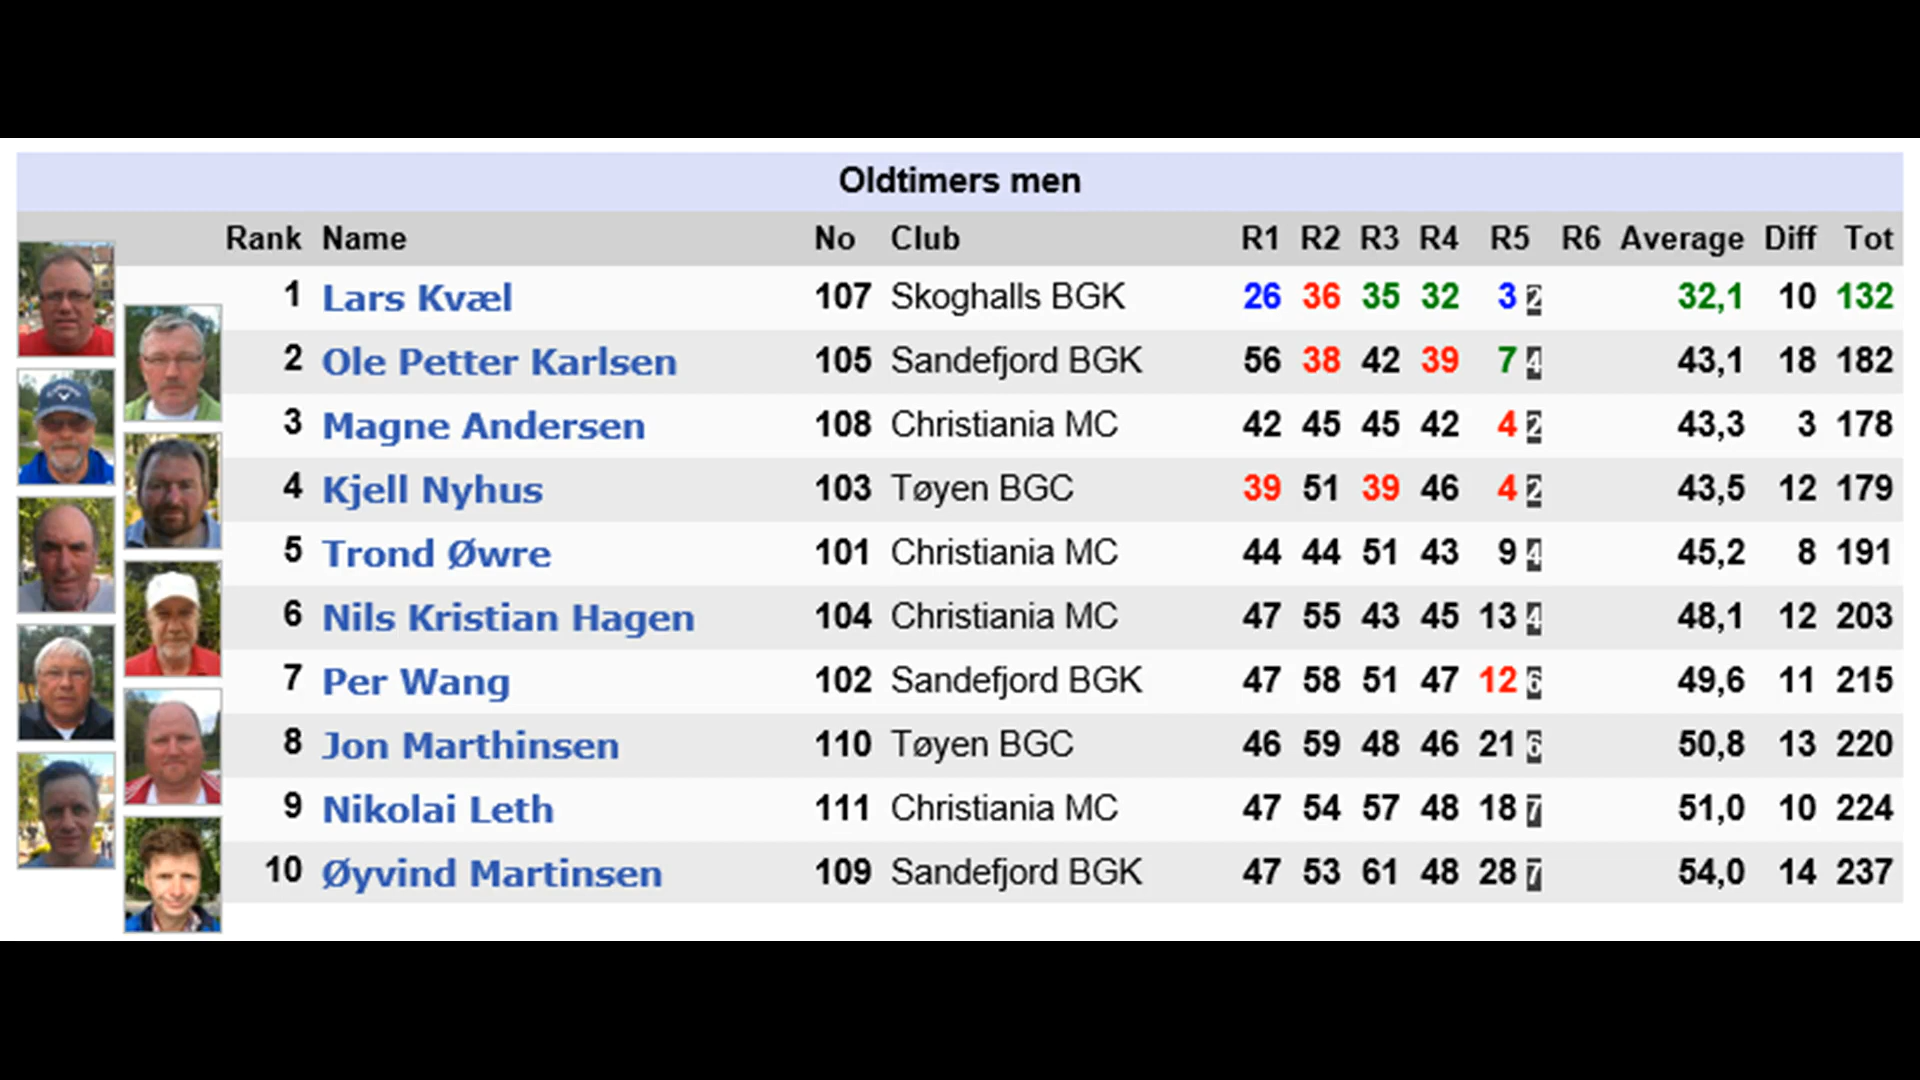 Oldtimers men
Rank Name No Club R1 R2 R3 R4 R5 R6 Average Diff Tot
1 Lars Kvæl 107 Skoghalls BGK 26 36 35 32 3 2 32,1 10 132
2 Ole Petter Karlsen 105 Sandefjord BGK 56 38 42 39 7 4 43,1 18 182
3 Magne Andersen 108 Christiania MC 42 45 45 42 4 2 43,3 3 178
4 Kjell Nyhus 103 Tøyen BGC 39 51 39 46 4 2 43,5 12 179
5 Trond Øwre 101 Christiania MC 44 44 51 43 9 4 45,2 8 191
6 Nils Kristian Hagen 104 Christiania MC 47 55 43 45 13 4 48,1 12 203
7 Per Wang 102 Sandefjord BGK 47 58 51 47 12 6 49,6 11 215
8 Jon Marthinsen 110 Tøyen BGC 46 59 48 46 21 6 50,8 13 220
9 Nikolai Leth 111 Christiania MC 47 54 57 48 18 7 51,0 10 224
10 Øyvind Martinsen 109 Sandefjord BGK 47 53 61 48 28 7 54,0 14 237